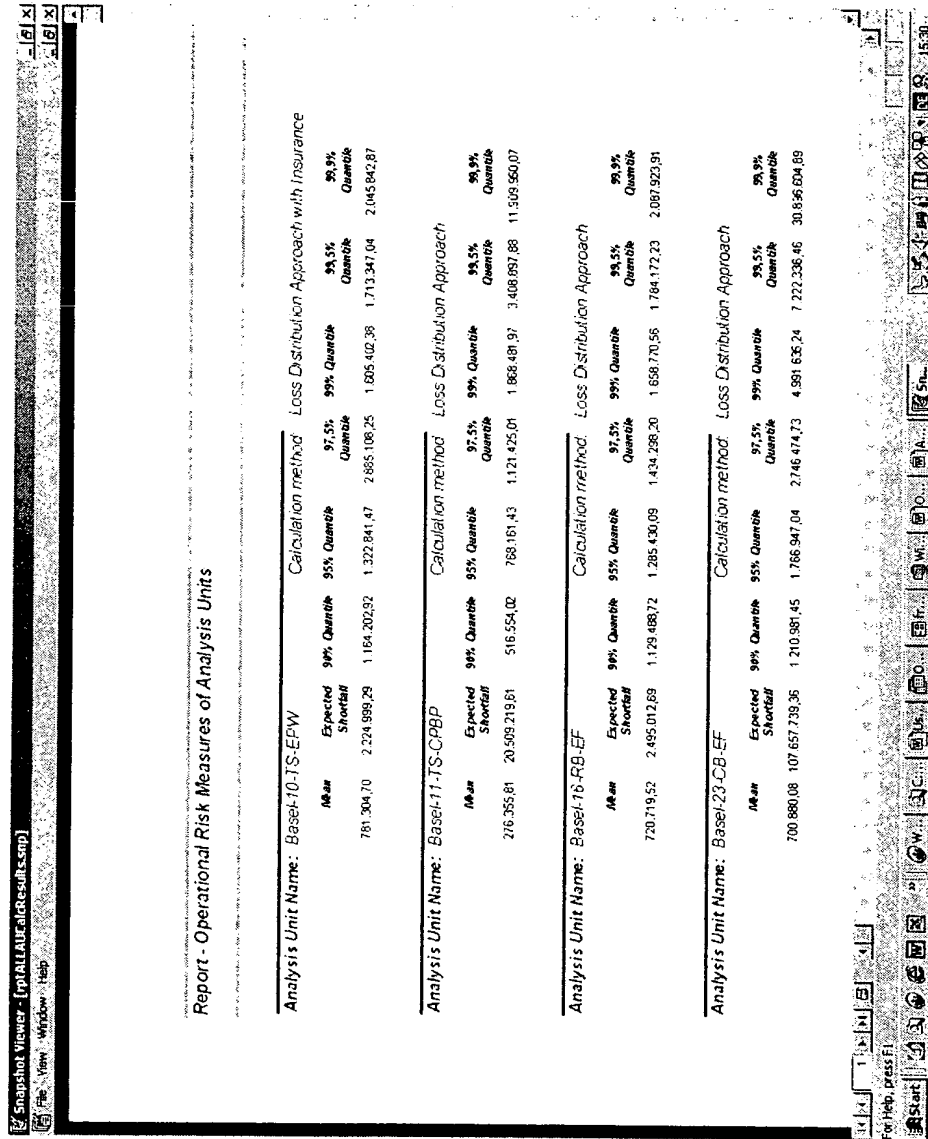 Snapshot Viewer - [rptALLAUCalcResults.snp]
File View Window Help
Report - Operational Risk Measures of Analysis Units
Analysis Unit Name: Basel-10-TS-EPW Calculation method: Loss Distribution Approach with Insurance
Mean Expected Shortfall 90% Quantile 95% Quantile 97,5% Quantile 99% Quantile 99,5% Quantile 99,9% Quantile
781.304,70 2.224.999,29 1.164.202,92 1.322.841,47 2.885.108,25 1.605.402,38 1.713.347,04 2.045.842,87
Analysis Unit Name: Basel-11-TS-CPBP Calculation method: Loss Distribution Approach
Mean Expected Shortfall 90% Quantile 95% Quantile 97,5% Quantile 99% Quantile 99,5% Quantile 99,9% Quantile
276.355,81 20.509.219,61 516.554,02 768.161,43 1.121.425,01 1.868.481,97 3.408.897,88 11.509.950,07
Analysis Unit Name: Basel-16-RB-EF Calculation method: Loss Distribution Approach
Mean Expected Shortfall 90% Quantile 95% Quantile 97,5% Quantile 99% Quantile 99,5% Quantile 99,9% Quantile
720.719,52 2.495.012,69 1.129.488,72 1.285.430,09 1.434.298,20 1.658.770,56 1.784.172,23 2.087.923,91
Analysis Unit Name: Basel-23-CB-EF Calculation method: Loss Distribution Approach
Mean Expected Shortfall 90% Quantile 95% Quantile 97,5% Quantile 99% Quantile 99,5% Quantile 99,9% Quantile
700.880,08 107.657.739,36 1.210.981,45 1.766.947,04 2.746.474,73 4.991.635,24 7.222.336,46 30.836.604,89
1
For Help, press F1
Start W... C:... Us... O... fr... Wi... O... A... Sn... DE 15:30